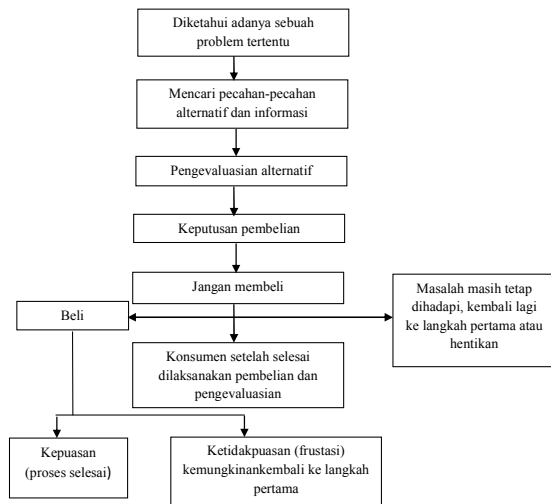 Diketahui adanya sebuah
problem tertentu
Mencari pecahan-pecahan
alternatif dan informasi
Pengevaluasian alternatif
Keputusan pembelian
Jangan membeli
Beli
Masalah masih tetap
dihadapi, kembali lagi
ke langkah pertama atau
hentikan
Konsumen setelah selesai
dilaksanakan pembelian dan
pengevaluasian
Kepuasan
(proses selesai)
Ketidakpuasan (frustasi)
kemungkinankembali ke langkah
pertama